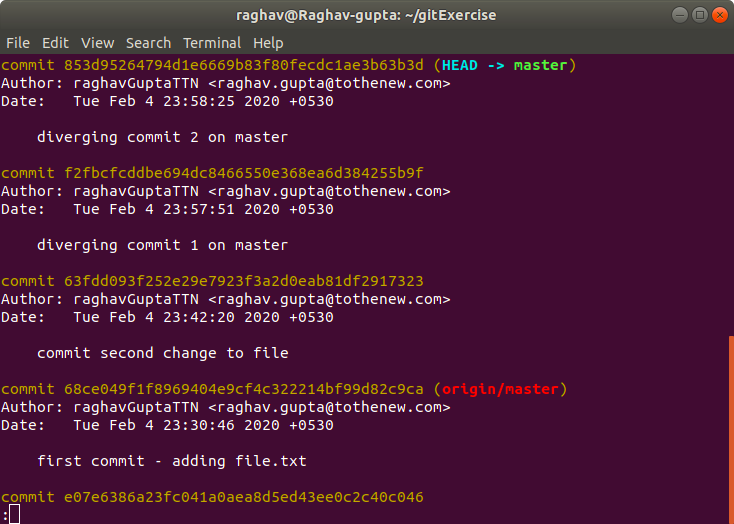 raghav@Raghav-gupta: ~/gitExercise
File Edit View Search Terminal Help
commit 853d95264794d1e6669b83f80fecdc1ae3b63b3d (HEAD -> master)
Author: raghavGuptaTTN <raghav.gupta@tothenew.com>
Date:   Tue Feb 4 23:58:25 2020 +0530
    diverging commit 2 on master
commit f2fbcfcddbe694dc8466550e368ea6d384255b9f
Author: raghavGuptaTTN <raghav.gupta@tothenew.com>
Date:   Tue Feb 4 23:57:51 2020 +0530
    diverging commit 1 on master
commit 63fdd093f252e29e7923f3a2d0eab81df2917323
Author: raghavGuptaTTN <raghav.gupta@tothenew.com>
Date:   Tue Feb 4 23:42:20 2020 +0530
    commit second change to file
commit 68ce049f1f8969404e9cf4c322214bf99d82c9ca (origin/master)
Author: raghavGuptaTTN <raghav.gupta@tothenew.com>
Date:   Tue Feb 4 23:30:46 2020 +0530
    first commit - adding file.txt
commit e07e6386a23fc041a0aea8d5ed43ee0c2c40c046
: